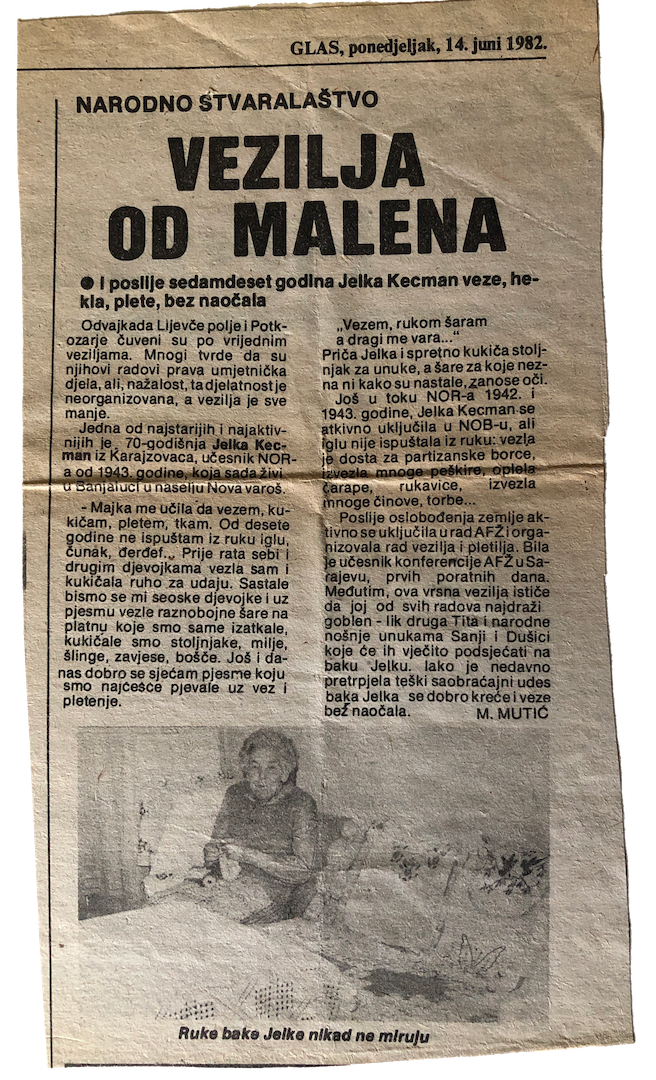 GLAS, ponedjeljak, 14. juni 1982.
NARODNO STVARALAŠTVO
VEZILJA
OD MALENA
● I poslije sedamdeset godina Jelka Kecman veze, he-
kla, plete, bez naočala
Odvajkada Lijevče polje i Potk-
ozarje čuveni su po vrijednim
veziljama. Mnogi tvrde da su
njihovi radovi prava umjetnička
djela, ali, nažalost, ta djelatnost je
neorganizovana, a vezilja je sve
manje.
Jedna od najstarijih i najaktiv-
nijih je 70-godišnja Jelka Kec-
man iz Karajzovaca, učesnik NOR-
a od 1943. godine, koja sada živi
u Banjaluci u naselju Nova varoš.
- Majka me učila da vezem, ku-
kičam, pletem, tkam. Od desete
godine ne ispuštam iz ruku iglu,
čunak, đerđef... Prije rata sebi i
drugim djevojkama vezla sam i
kukičala ruho za udaju. Sastale
bismo se mi seoske djevojke i uz
pjesmu vezle raznobojne šare na
platnu koje smo same izatkale,
kukičale smo stoljnjake, milje,
šlinge, zavjese, bošče. Još i da-
nas dobro se sjećam pjesme koju
smo najčešće pjevale uz vez i
pletenje.
„Vezem, rukom šaram
a dragi me vara...“
Priča Jelka i spretno kukiča stolj-
njak za unuke, a šare za koje nez-
na ni kako su nastale, zanose oči.
Još u toku NOR-a 1942. i
1943. godine, Jelka Kecman se
atkivno uključila u NOB-u, ali
iglu nije ispuštala iz ruku: vezla
je dosta za partizanske borce,
izvezla mnoge peškire, oplela
čarape, rukavice, izvezla
mnoge činove, torbe...
Poslije oslobođenja zemlje ak-
tivno se uključila u rad AFŽ i orga-
nizovala rad vezilja i pletilja. Bila
je učesnik konferencije AFŽ u Sa-
rajevu, prvih poratnih dana.
Međutim, ova vrsna vezilja ističe
da joj od svih radova najdraži
goblen - lik druga Tita i narodne
nošnje unukama Sanji i Dušici
koje će ih vječito podsjećati na
baku Jelku. Iako je nedavno
pretrpjela teški saobraćajni udes
baka Jelka se dobro kreće i veze
bez naočala. M. MUTIĆ
Ruke bake Jelke nikad ne miruju